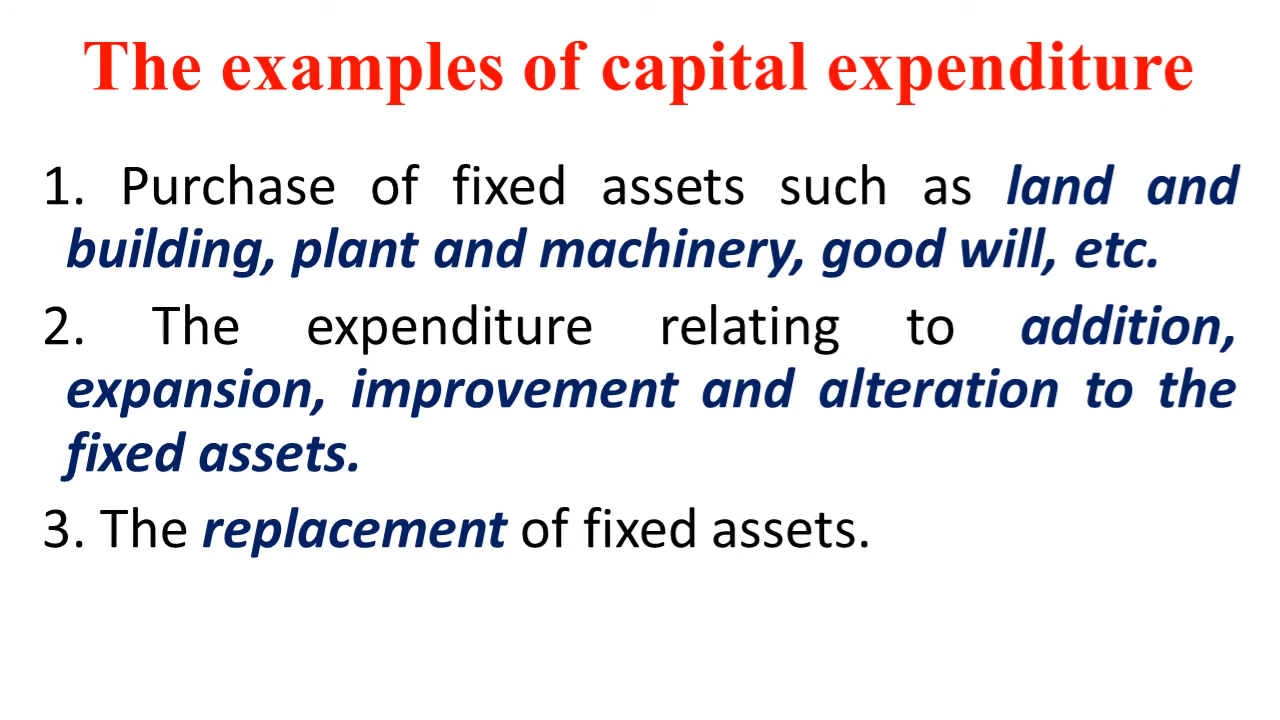 The examples of capital expenditure
1. Purchase of fixed assets such as land and
building, plant and machinery, good will, etc.
2. The expenditure relating to addition,
expansion, improvement and alteration to the
fixed assets.
3. The replacement of fixed assets.